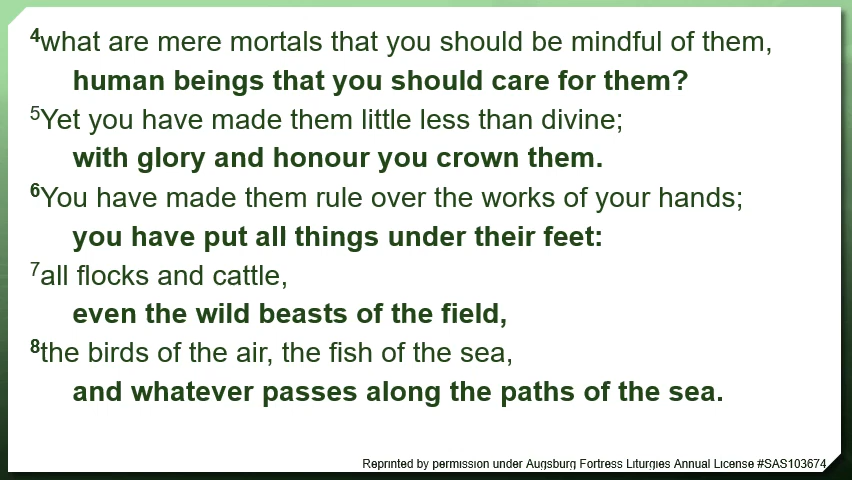 4what are mere mortals that you should be mindful of them,
human beings that you should care for them?
5Yet you have made them little less than divine;
with glory and honour you crown them.
6You have made them rule over the works of your hands;
you have put all things under their feet:
7all flocks and cattle,
even the wild beasts of the field,
8the birds of the air, the fish of the sea,
and whatever passes along the paths of the sea.
Reprinted by permission under Augsburg Fortress Liturgies Annual License #SAS103674